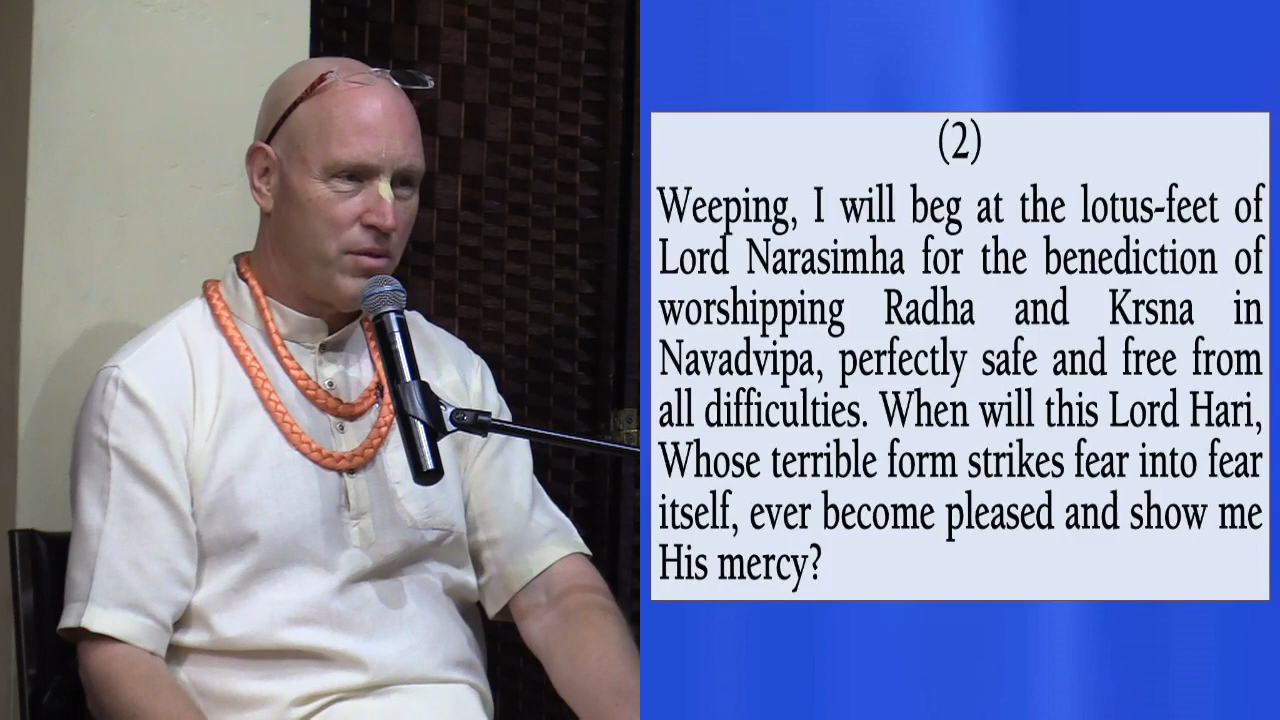 (2)
Weeping, I will beg at the lotus-feet of
Lord Narasimha for the benediction of
worshipping Radha and Krsna in
Navadvipa, perfectly safe and free from
all difficulties. When will this Lord Hari,
Whose terrible form strikes fear into fear
itself, ever become pleased and show me
His mercy?